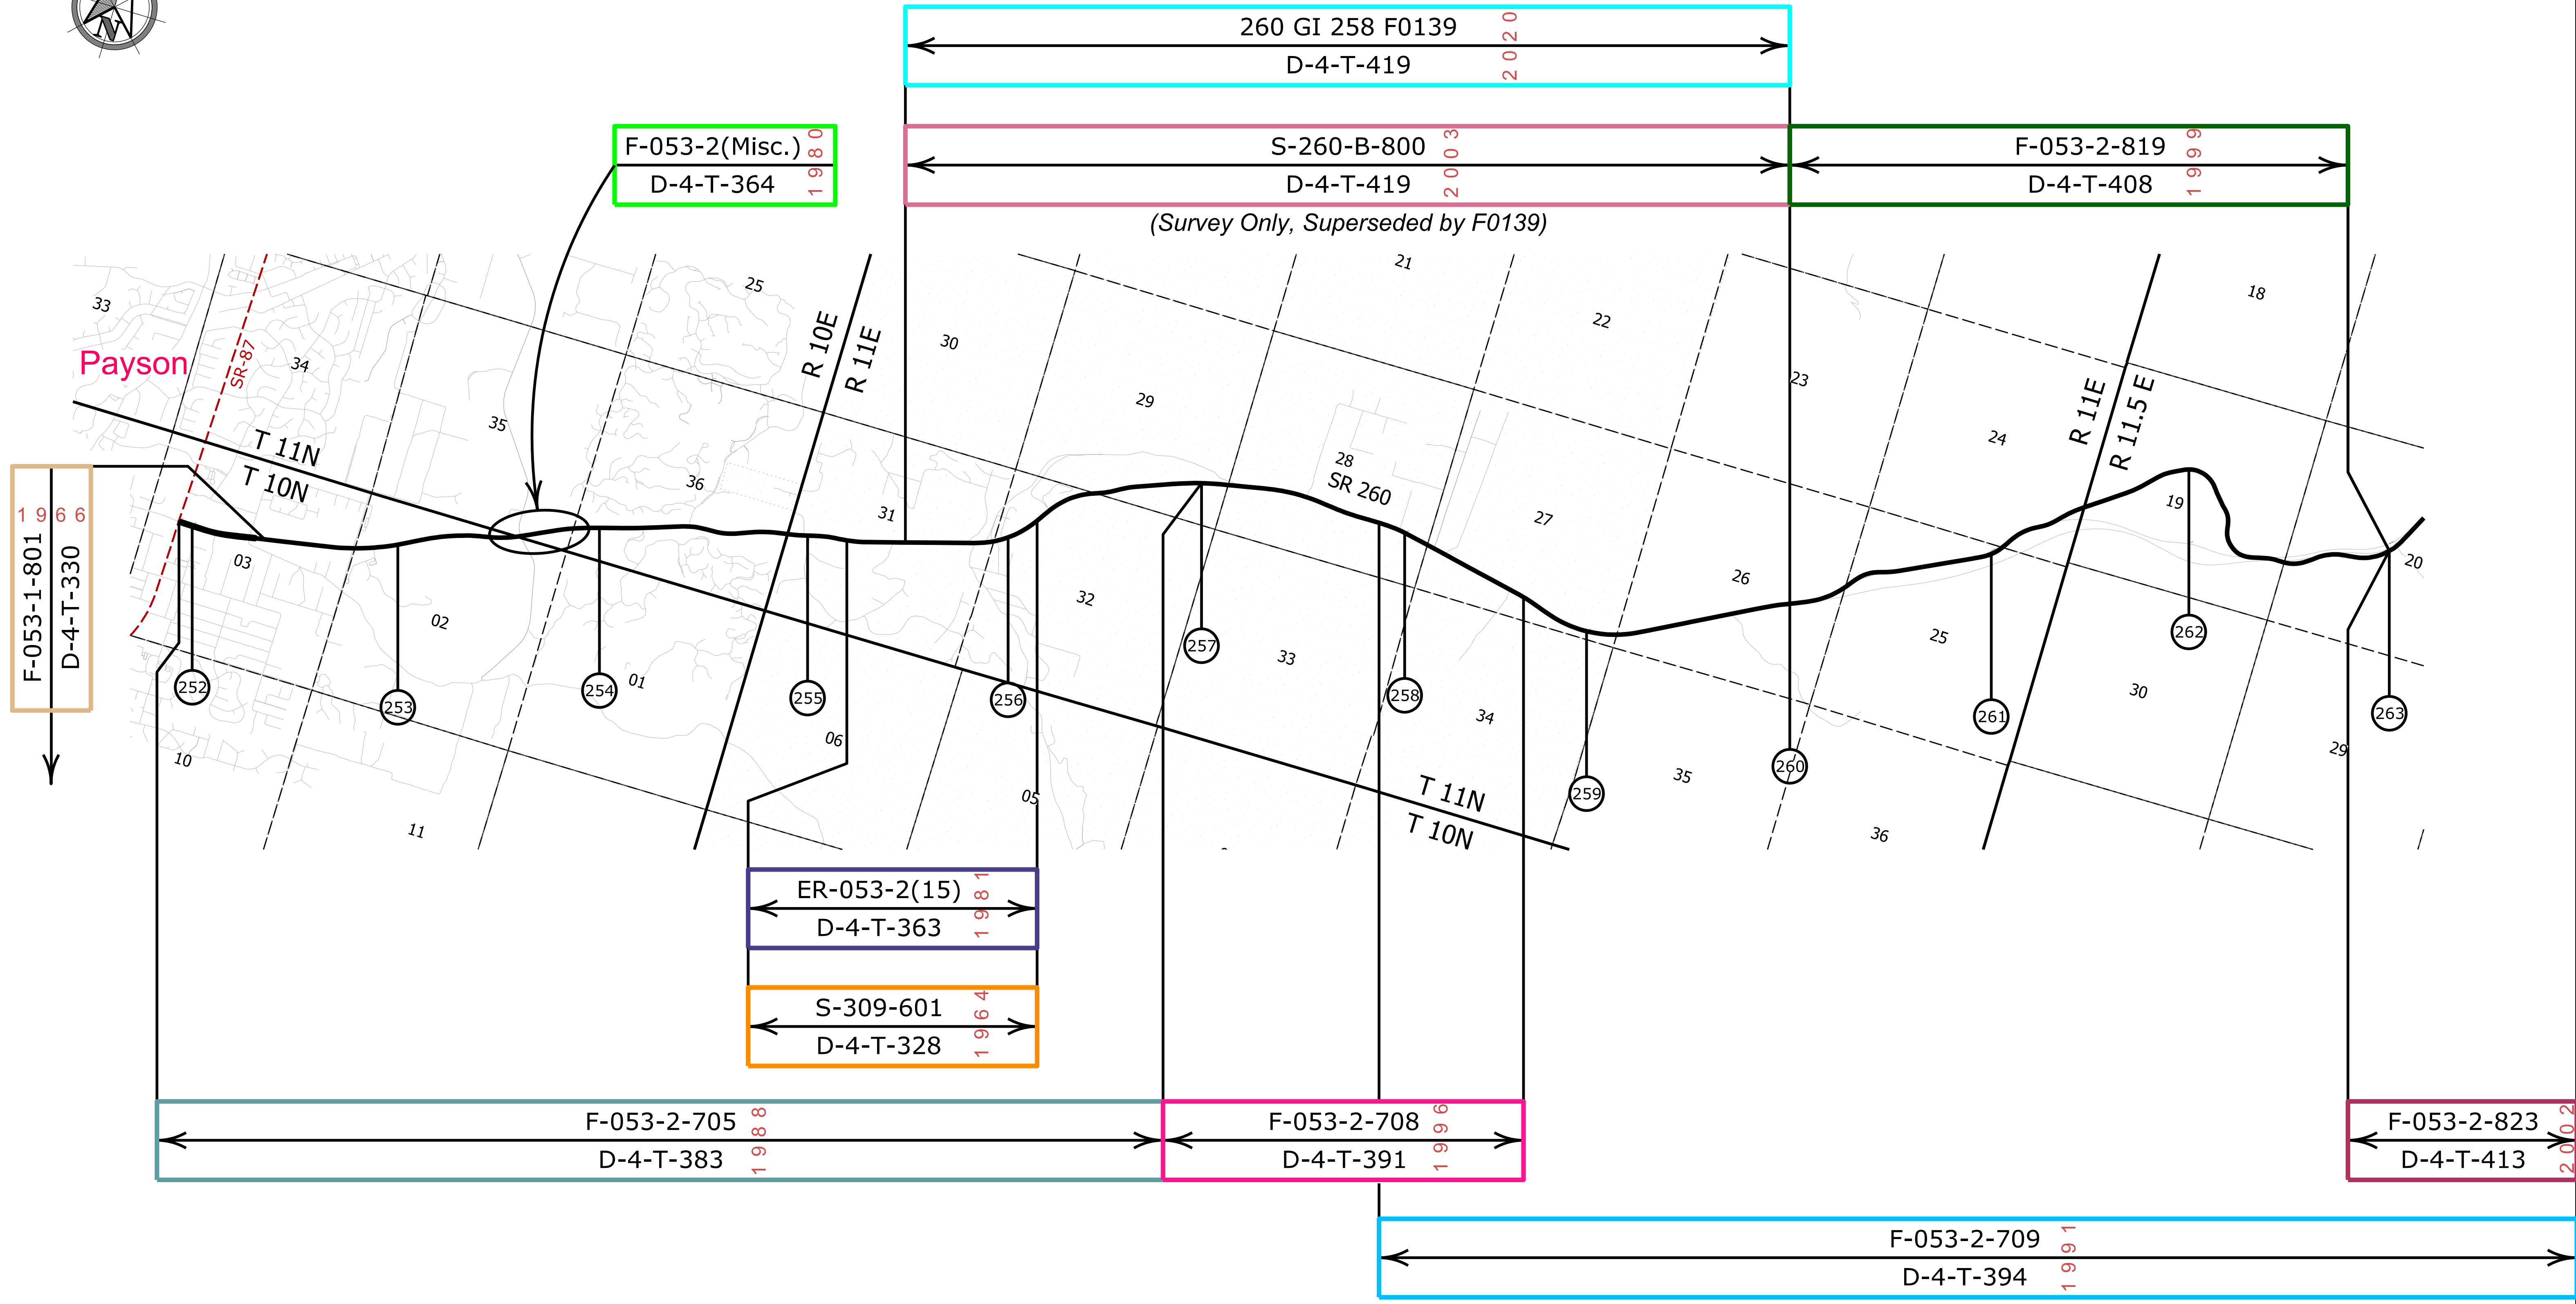 N
260 GI 258 F0139
D-4-T-419
2020
F-053-2(Misc.)
D-4-T-364
1980
S-260-B-800
D-4-T-419
2003
F-053-2-819
D-4-T-408
1999
(Survey Only, Superseded by F0139)
33
34
35
36
25
30
29
21
28
22
27
23
26
24
25
18
19
20
Payson
SR-87
R 10E
R 11E
R 11E
R 11.5 E
T 11N
T 10N
SR 260
31
32
33
34
35
36
30
29
03
02
01
06
05
10
11
T 11N
T 10N
F-053-1-801
D-4-T-330
1966
252
253
254
255
256
257
258
259
260
261
262
263
ER-053-2(15)
D-4-T-363
1981
S-309-601
D-4-T-328
1964
F-053-2-705
D-4-T-383
1988
F-053-2-708
D-4-T-391
1996
F-053-2-823
D-4-T-413
2002
F-053-2-709
D-4-T-394
1991